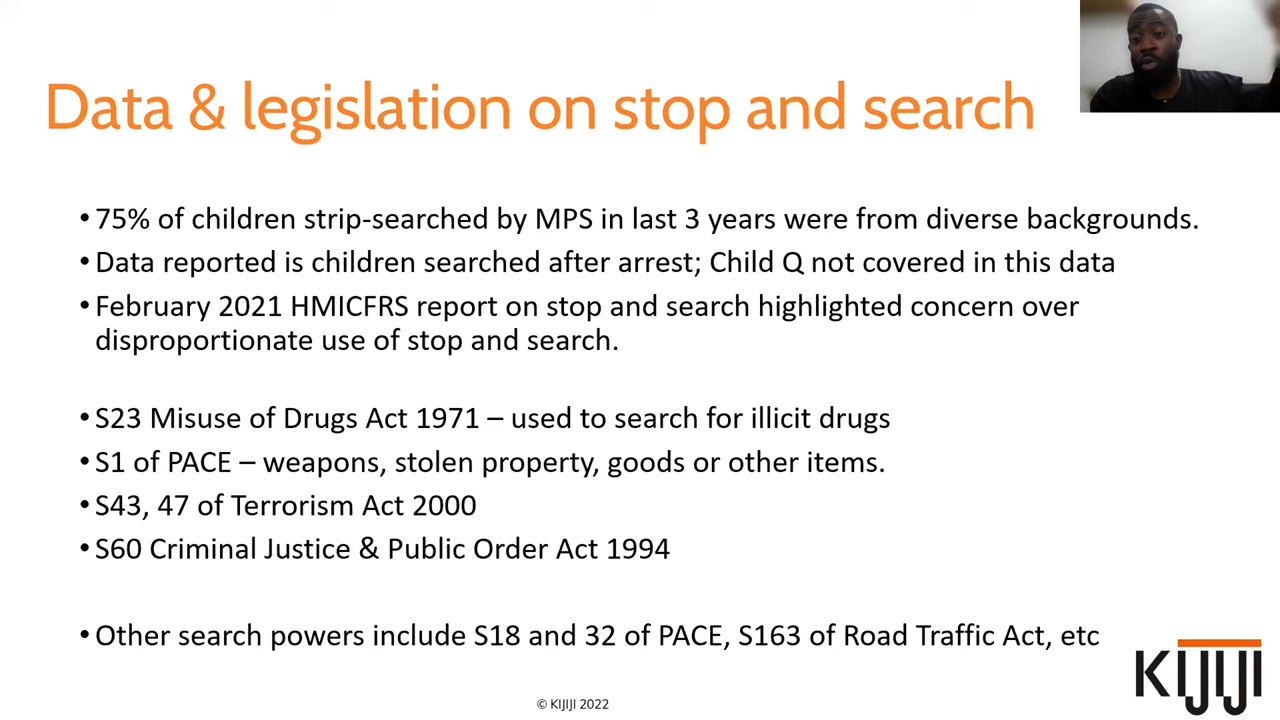 Data & legislation on stop and search
• 75% of children strip-searched by MPS in last 3 years were from diverse backgrounds.
• Data reported is children searched after arrest; Child Q not covered in this data
• February 2021 HMICFRS report on stop and search highlighted concern over
disproportionate use of stop and search.
• S23 Misuse of Drugs Act 1971 – used to search for illicit drugs
• S1 of PACE – weapons, stolen property, goods or other items.
• S43, 47 of Terrorism Act 2000
• S60 Criminal Justice & Public Order Act 1994
• Other search powers include S18 and 32 of PACE, S163 of Road Traffic Act, etc
KIJIJI
© KIJIJI 2022